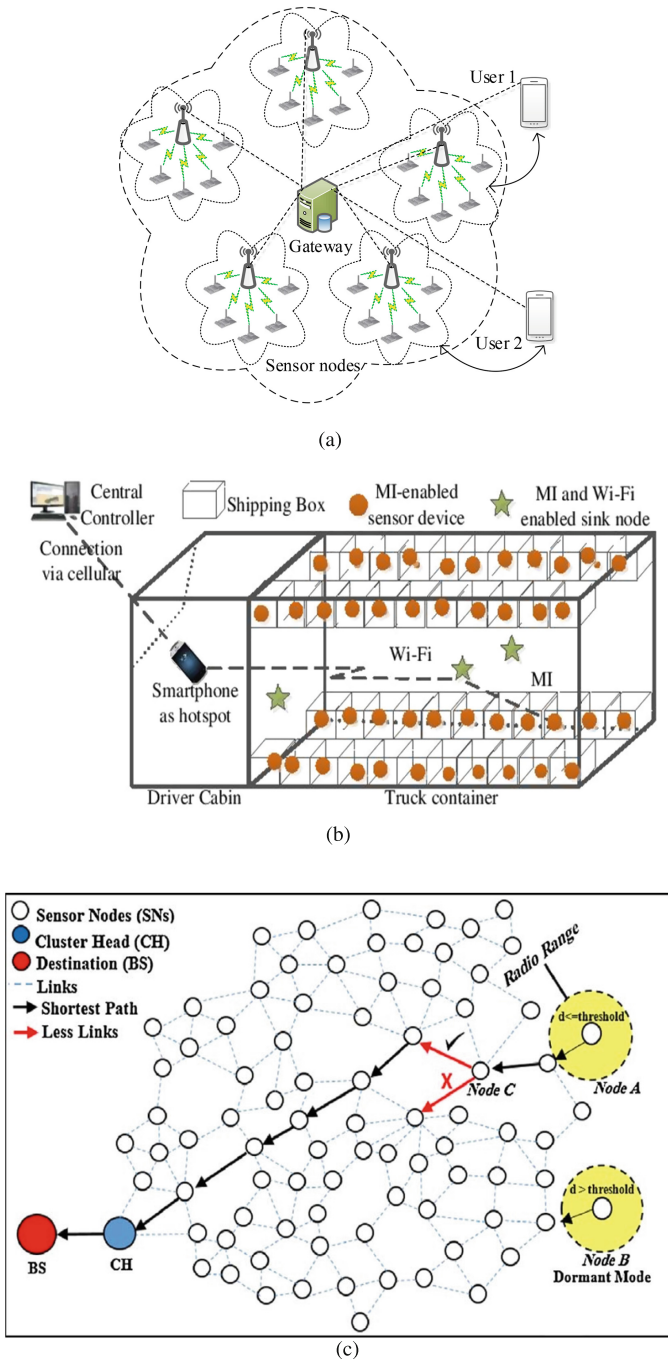 User 1
Gateway
User 2
Sensor nodes
(a)
Central
Controller
Shipping Box
MI-enabled
sensor device
MI and Wi-Fi
enabled sink node
Connection
via cellular
Wi-Fi
MI
Smartphone
as hotspot
Driver Cabin
Truck container
(b)
Sensor Nodes (SNs)
Cluster Head (CH)
Destination (BS)
Links
Shortest Path
Less Links
Radio Range
d<=threshold
X
Node C
Node A
d > threshold
Node B
Dormant Mode
BS
CH
(c)